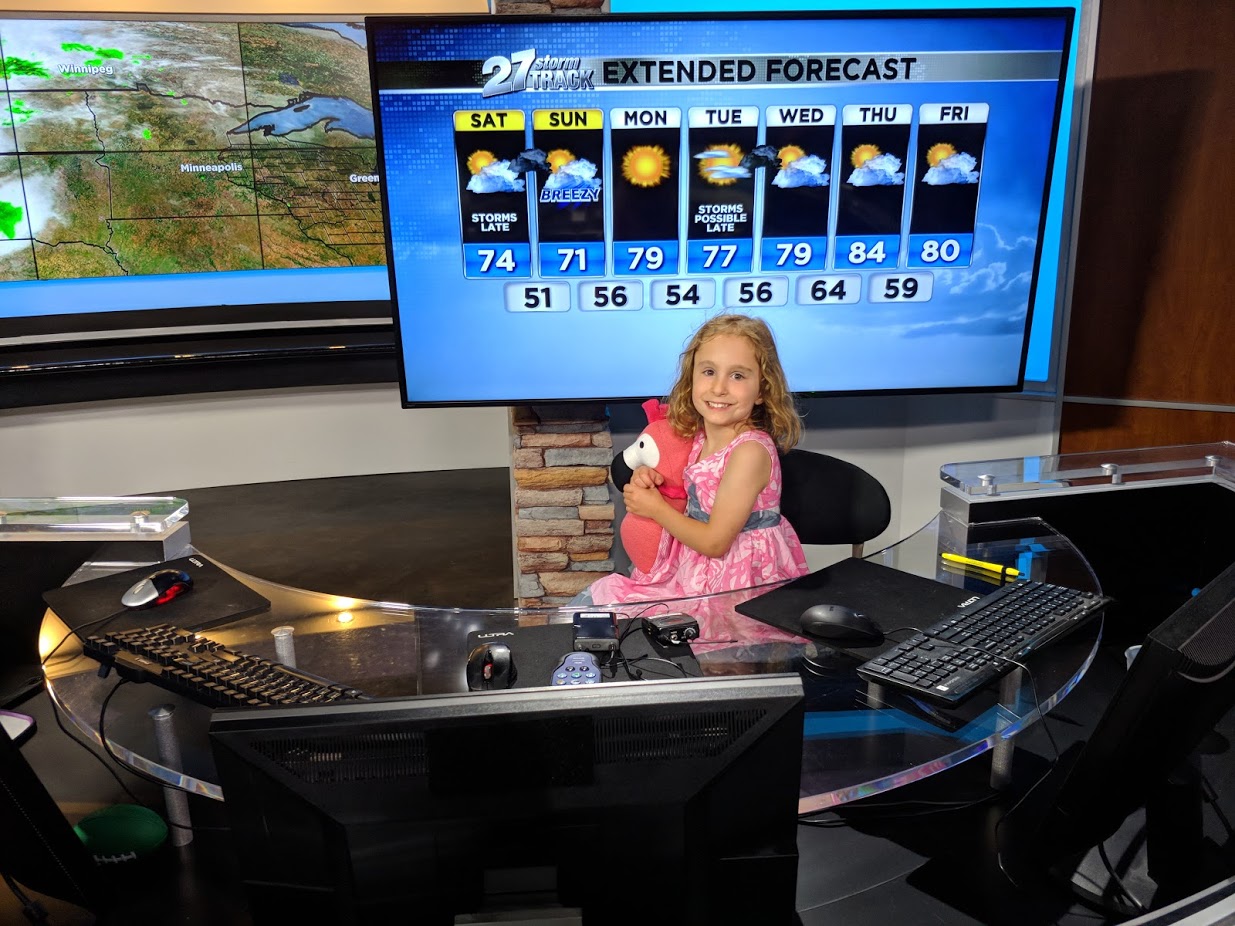 Winnipeg
Minneapolis
Green
27 storm TRACK EXTENDED FORECAST
SAT SUN MON TUE WED THU FRI
BREEZY
STORMS LATE
STORMS POSSIBLE LATE
74 71 79 77 79 84 80
51 56 54 56 64 59